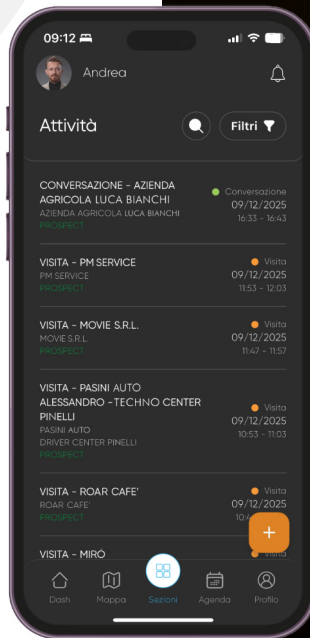 09:12
Andrea
Attività
Filtri
CONVERSAZIONE - AZIENDA
AGRICOLA LUCA BIANCHI
AZIENDA AGRICOLA LUCA BIANCHI
PROSPECT
Conversazione
09/12/2025
16:33 - 16:43
VISITA - PM SERVICE
PM SERVICE
PROSPECT
Visita
09/12/2025
11:53 - 12:03
VISITA - MOVIE S.R.L.
MOVIE S.R.L.
PROSPECT
Visita
09/12/2025
11:47 - 11:57
VISITA - PASINI AUTO
ALESSANDRO -TECHNO CENTER
PINELLI
PASINI AUTO
DRIVER CENTER PINELLI
PROSPECT
Visita
09/12/2025
10:53 - 11:03
VISITA - ROAR CAFE'
ROAR CAFE'
PROSPECT
Visita
09/12/2025
VISITA - MIRÓ
Visita
Dash
Mappa
Sezioni
Agenda
Profilo